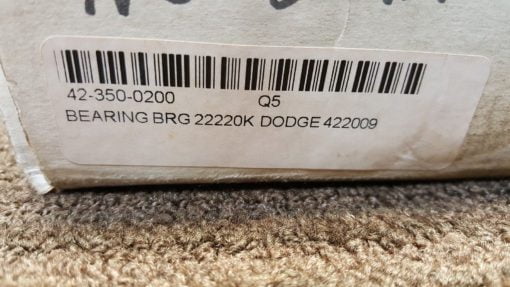 42-350-0200 Q5
BEARING BRG 22220K DODGE 422009